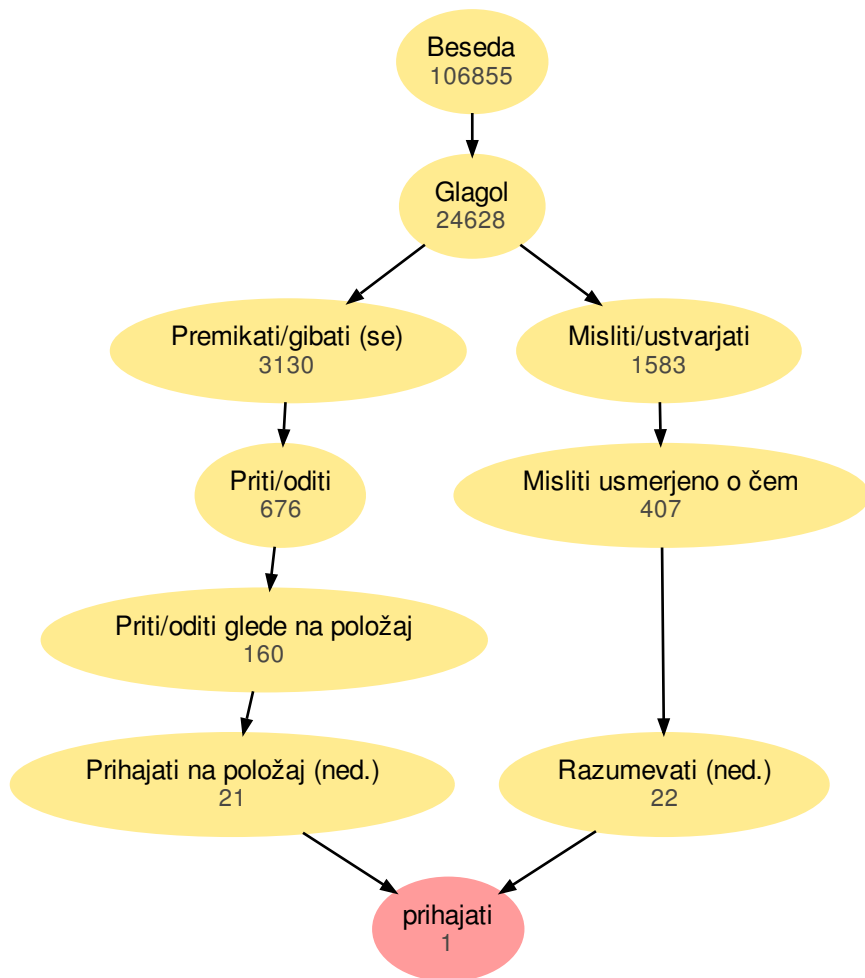 Beseda
106855
Glagol
24628
Premikati/gibati (se)
3130
Misliti/ustvarjati
1583
Priti/oditi
676
Misliti usmerjeno o čem
407
Priti/oditi glede na položaj
160
Prihajati na položaj (ned.)
21
Razumevati (ned.)
22
prihajati
1